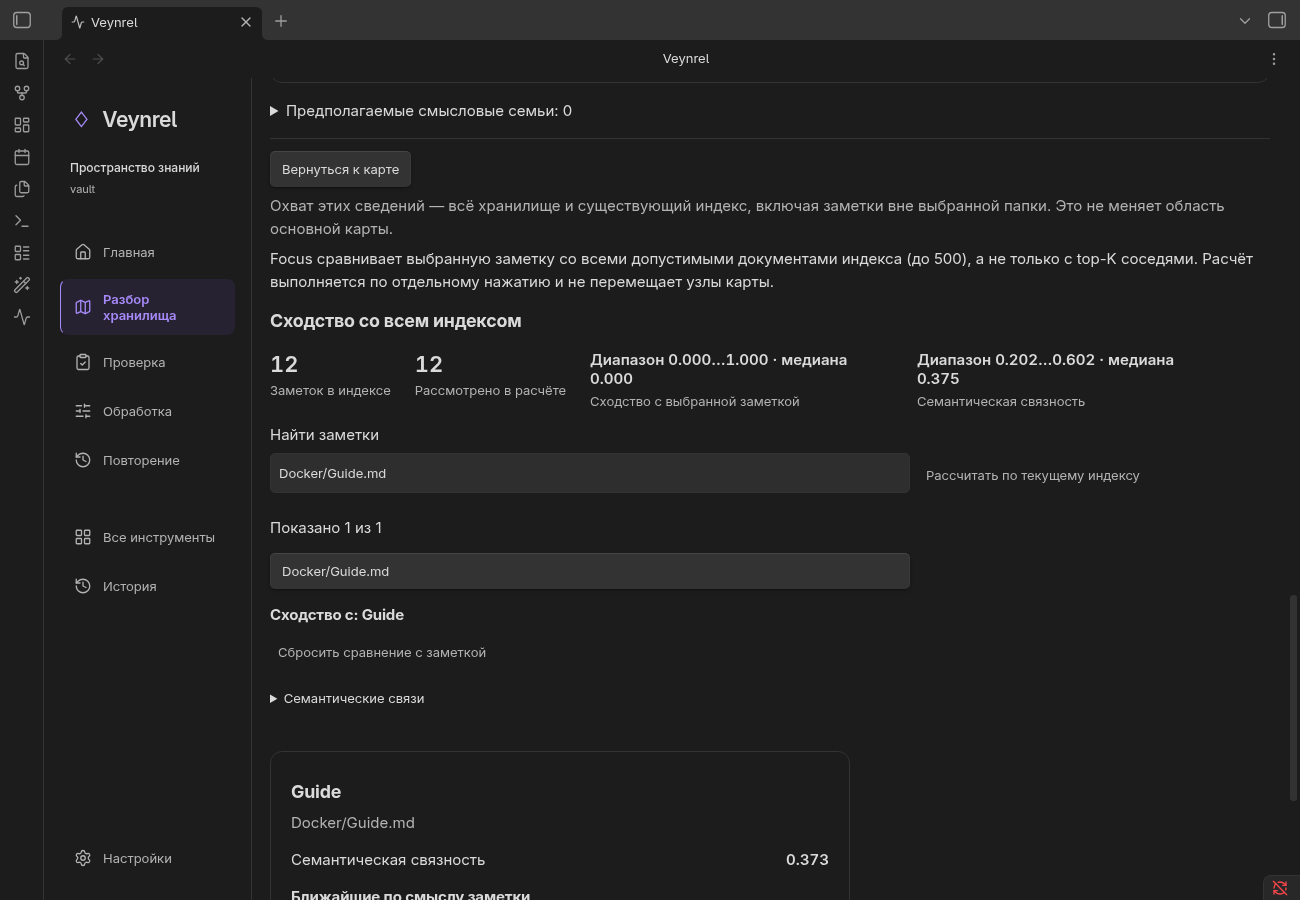 Veynrel
Veynrel
Veynrel
Пространство знаний
vault
Главная
Разбор
хранилища
Проверка
Обработка
Повторение
Все инструменты
История
Настройки
Предполагаемые смысловые семьи: 0
Вернуться к карте
Охват этих сведений — всё хранилище и существующий индекс, включая заметки вне выбранной папки. Это не меняет область
основной карты.
Focus сравнивает выбранную заметку со всеми допустимыми документами индекса (до 500), а не только с top-K соседями. Расчёт
выполняется по отдельному нажатию и не перемещает узлы карты.
Сходство со всем индексом
12
Заметок в индексе
12
Рассмотрено в расчёте
Диапазон 0.000…1.000 · медиана
0.000
Сходство с выбранной заметкой
Диапазон 0.202…0.602 · медиана
0.375
Семантическая связность
Найти заметки
Docker/Guide.md
Рассчитать по текущему индексу
Показано 1 из 1
Docker/Guide.md
Сходство с: Guide
Сбросить сравнение с заметкой
Семантические связи
Guide
Docker/Guide.md
Семантическая связность 0.373
Ближайшие по смыслу заметки